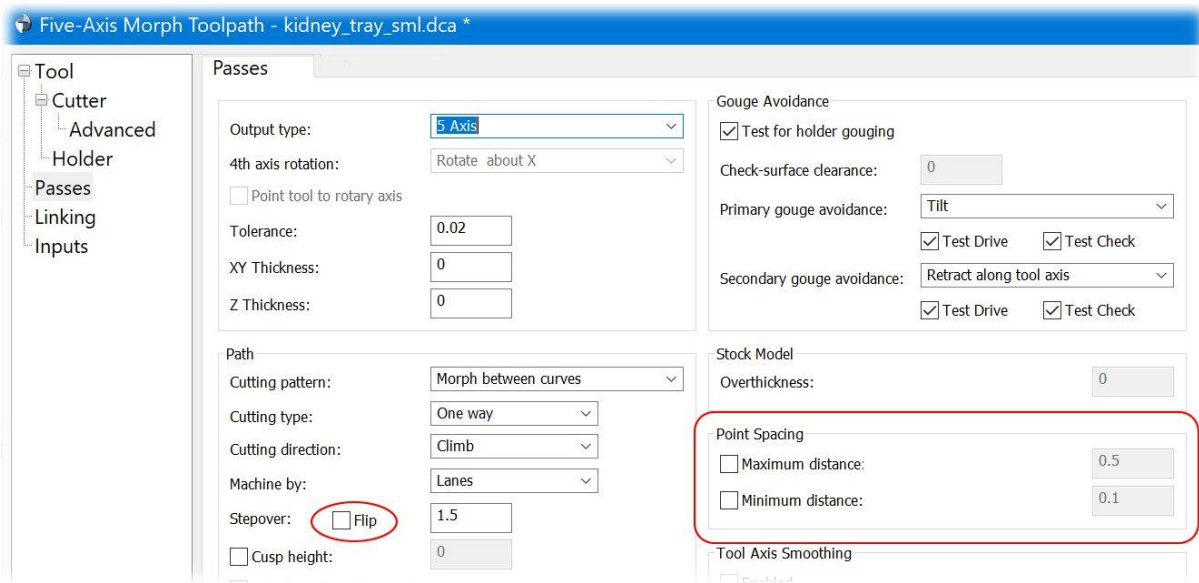 Five-Axis Morph Toolpath - kidney_tray_sml.dca *
Tool
Cutter
Advanced
Holder
Passes
Linking
Inputs
Passes
Output type: 5 Axis
4th axis rotation: Rotate about X
Point tool to rotary axis
Tolerance: 0.02
XY Thickness: 0
Z Thickness: 0
Path
Cutting pattern: Morph between curves
Cutting type: One way
Cutting direction: Climb
Machine by: Lanes
Stepover: Flip 1.5
Cusp height: 0
Gouge Avoidance
Test for holder gouging
Check-surface clearance: 0
Primary gouge avoidance: Tilt
Test Drive Test Check
Secondary gouge avoidance: Retract along tool axis
Test Drive Test Check
Stock Model
Overthickness: 0
Point Spacing
Maximum distance: 0.5
Minimum distance: 0.1
Tool Axis Smoothing
Enabled